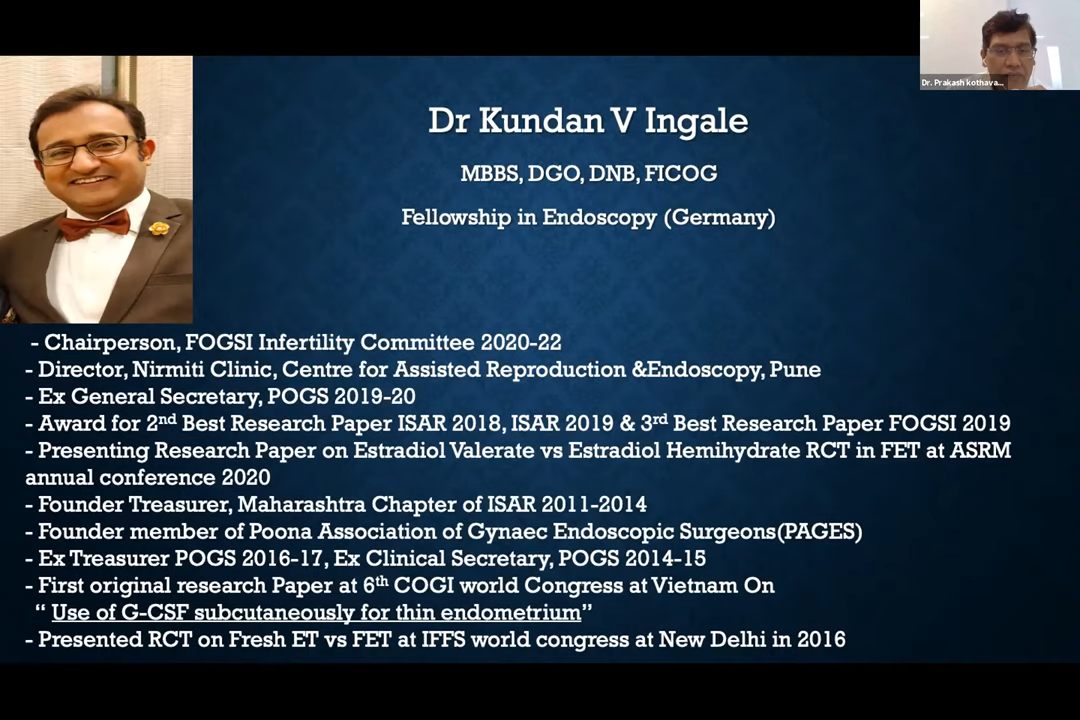 Dr. Prakash kothava...
Dr Kundan V Ingale
MBBS, DGO, DNB, FICOG
Fellowship in Endoscopy (Germany)
- Chairperson, FOGSI Infertility Committee 2020-22
- Director, Nirmiti Clinic, Centre for Assisted Reproduction &Endoscopy, Pune
- Ex General Secretary, POGS 2019-20
- Award for 2nd Best Research Paper ISAR 2018, ISAR 2019 & 3rd Best Research Paper FOGSI 2019
- Presenting Research Paper on Estradiol Valerate vs Estradiol Hemihydrate RCT in FET at ASRM
annual conference 2020
- Founder Treasurer, Maharashtra Chapter of ISAR 2011-2014
- Founder member of Poona Association of Gynaec Endoscopic Surgeons(PAGES)
- Ex Treasurer POGS 2016-17, Ex Clinical Secretary, POGS 2014-15
- First original research Paper at 6th COGI world Congress at Vietnam On
“ Use of G-CSF subcutaneously for thin endometrium”
- Presented RCT on Fresh ET vs FET at IFFS world congress at New Delhi in 2016